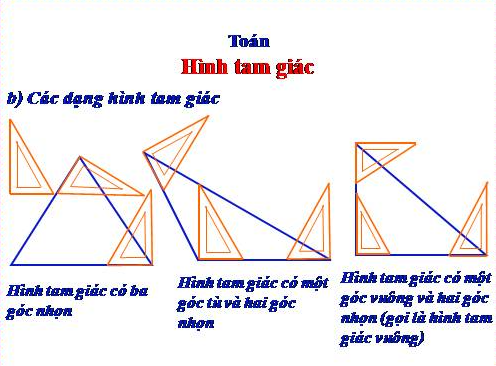 Toán
Hình tam giác
b) Các dạng hình tam giác
Hình tam giác có ba
góc nhọn
Hình tam giác có một
góc tù và hai góc
nhọn
Hình tam giác có một
góc vuông và hai góc
nhọn (gọi là hình tam
giác vuông)